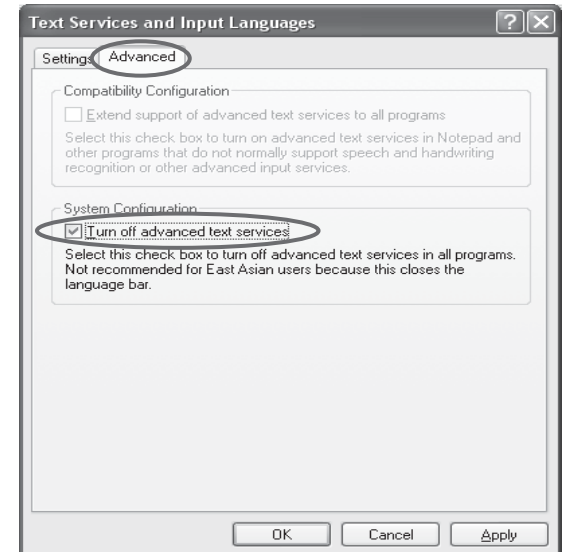 Text Services and Input Languages
Settings Advanced
Compatibility Configuration
Extend support of advanced text services to all programs
Select this check box to turn on advanced text services in Notepad and
other programs that do not normally support speech and handwriting
recognition or other advanced input services.
System Configuration
Turn off advanced text services
Select this check box to turn off advanced text services in all programs.
Not recommended for East Asian users because this closes the
language bar.
OK Cancel Apply